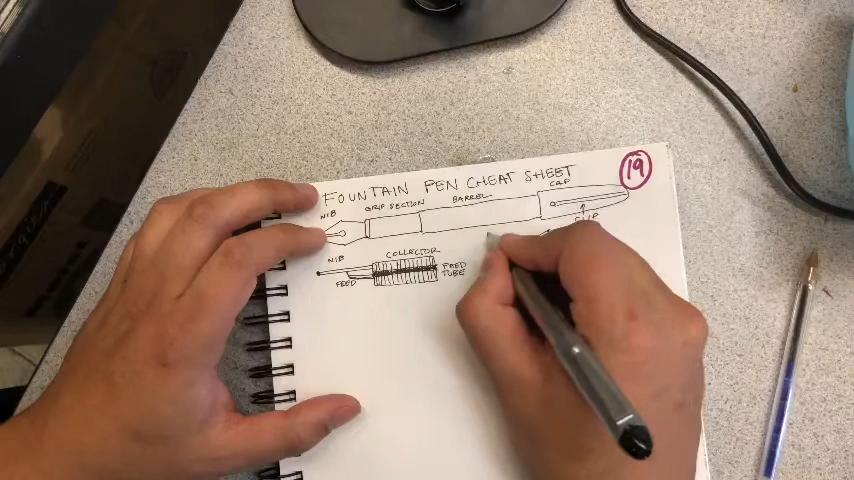 FOUNTAIN PEN CHEAT SHEET
19
NIB
GRIP SECTION
BARREL
CAP
CLIP
NIB
COLLECTOR
FEED
FEED
TUBE